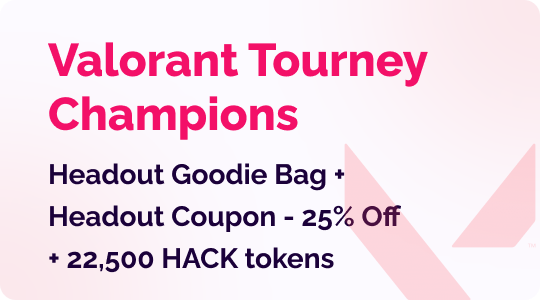 Valorant Tourney
Champions
Headout Goodie Bag +
Headout Coupon - 25% Off
+ 22,500 HACK tokens